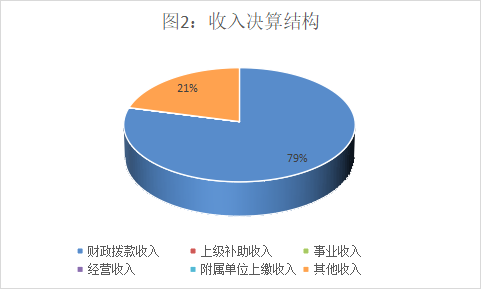 图2：收入决算结构
21%
79%
财政拨款收入 上级补助收入 事业收入
经营收入 附属单位上缴收入 其他收入